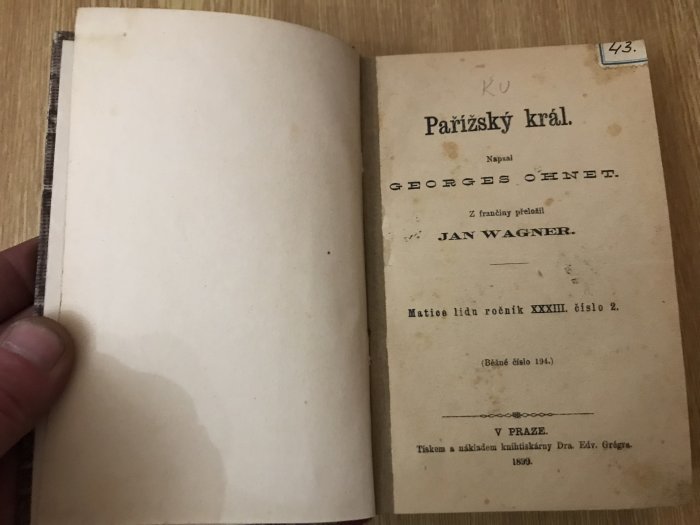 43.
KU
Pařížský král.
Napsal
GEORGES OHNET.
Z frančiny přeložil
JAN WAGNER.
Matice lidu ročník XXXIII. číslo 2.
(Běžné číslo 194.)
V PRAZE.
Tiskem a nákladem knihtiskárny Dra. Edv. Grégra.
1899.